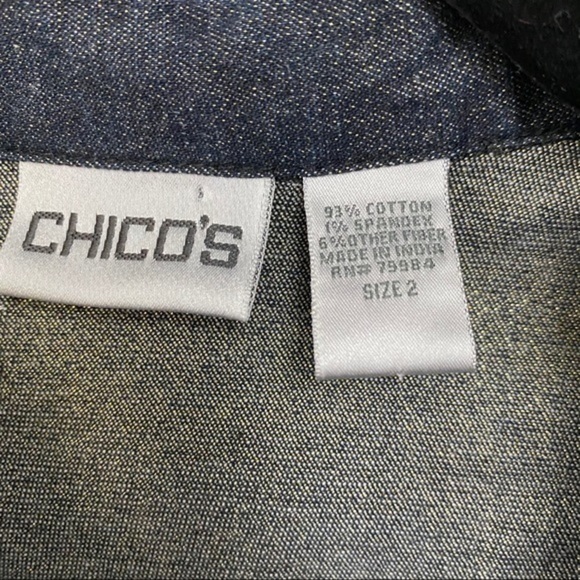 CHICO'S
93% COTTON
1% SPANDEX
6% OTHER FIBER
MADE IN INDIA
RN# 79984
SIZE 2